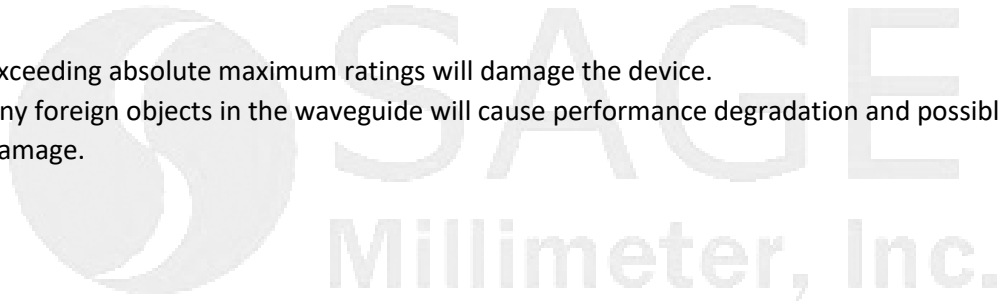 xceeding absolute maximum ratings will damage the device.
ny foreign objects in the waveguide will cause performance degradation and possibl
amage.
SAGE
Millimeter, Inc.